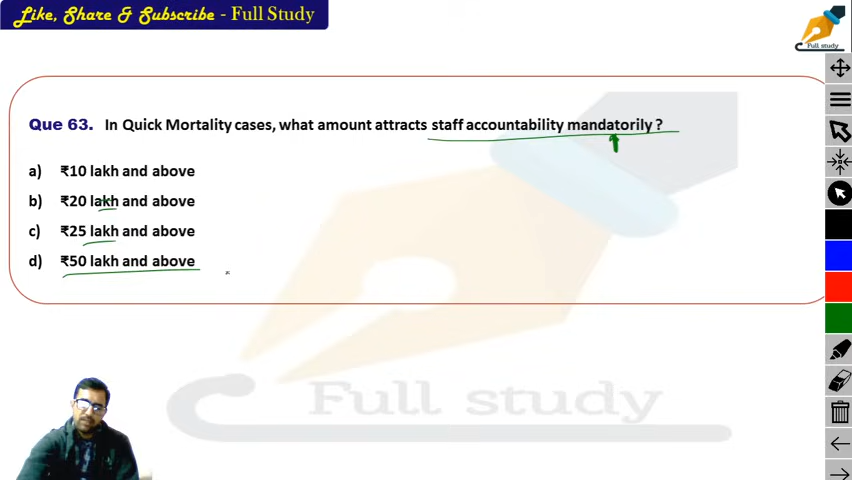 Like, Share & Subscribe - Full Study
Full study
Que 63. In Quick Mortality cases, what amount attracts staff accountability mandatorily ?
a) ₹10 lakh and above
b) ₹20 lakh and above
c) ₹25 lakh and above
d) ₹50 lakh and above
Full study